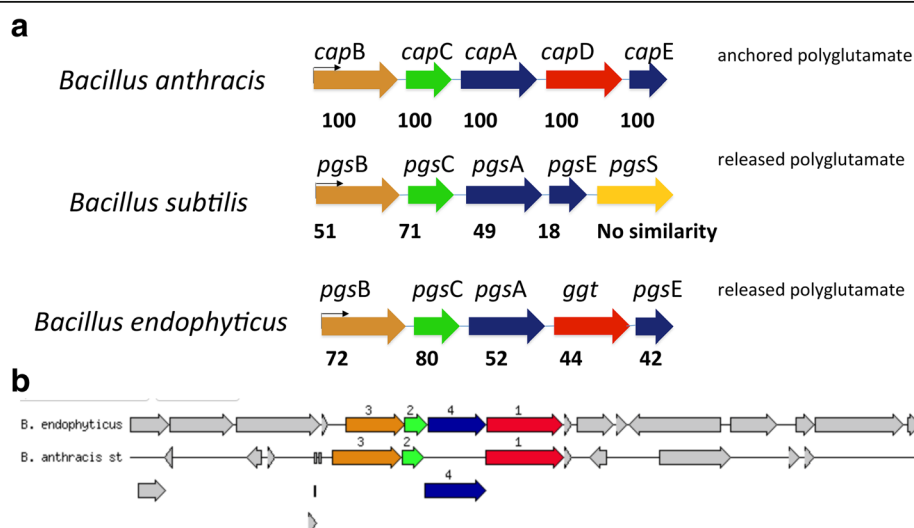 a
capB capC capA capD capE
anchored polyglutamate
Bacillus anthracis
100 100 100 100 100
pgsB pgsC pgsA pgsE pgsS
released polyglutamate
Bacillus subtilis
51 71 49 18 No similarity
pgsB pgsC pgsA ggt pgsE
released polyglutamate
Bacillus endophyticus
72 80 52 44 42
b
3 2 4 1
B. endophyticus
3 2 1
B. anthracis st
4